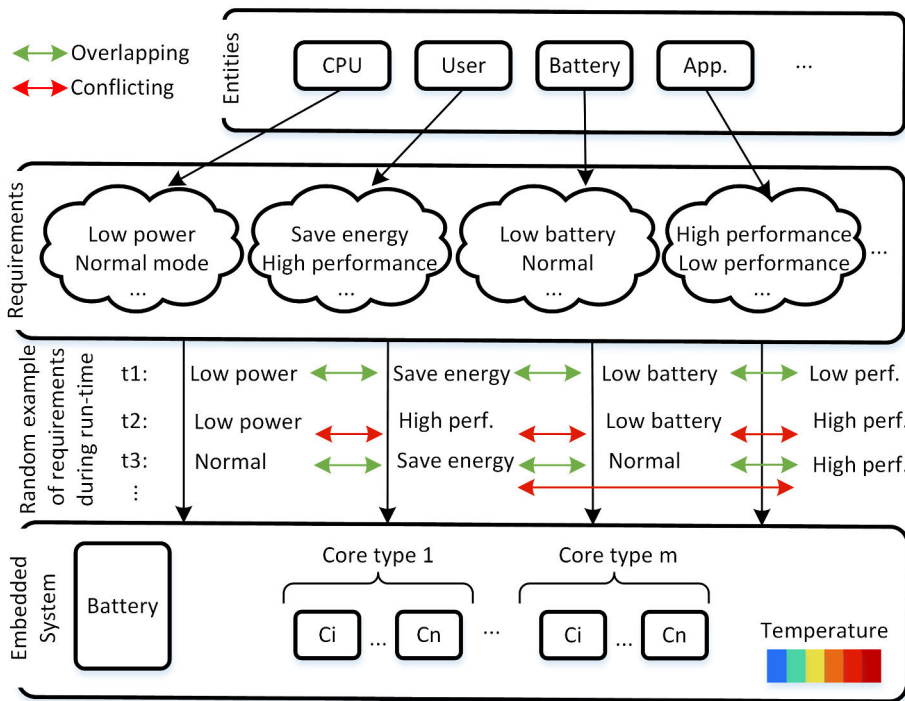 Overlapping
Conflicting
Entities
CPU
User
Battery
App.
...
Requirements
Low power
Normal mode
...
Save energy
High performance
...
Low battery
Normal
...
High performance
Low performance
...
...
Random example
of requirements
during run-time
t1:
Low power
Save energy
Low battery
Low perf.
t2:
Low power
High perf.
Low battery
High perf.
t3:
Normal
Save energy
Normal
High perf.
...
Embedded
System
Battery
Core type 1
Ci
...
Cn
...
Core type m
Ci
...
Cn
Temperature